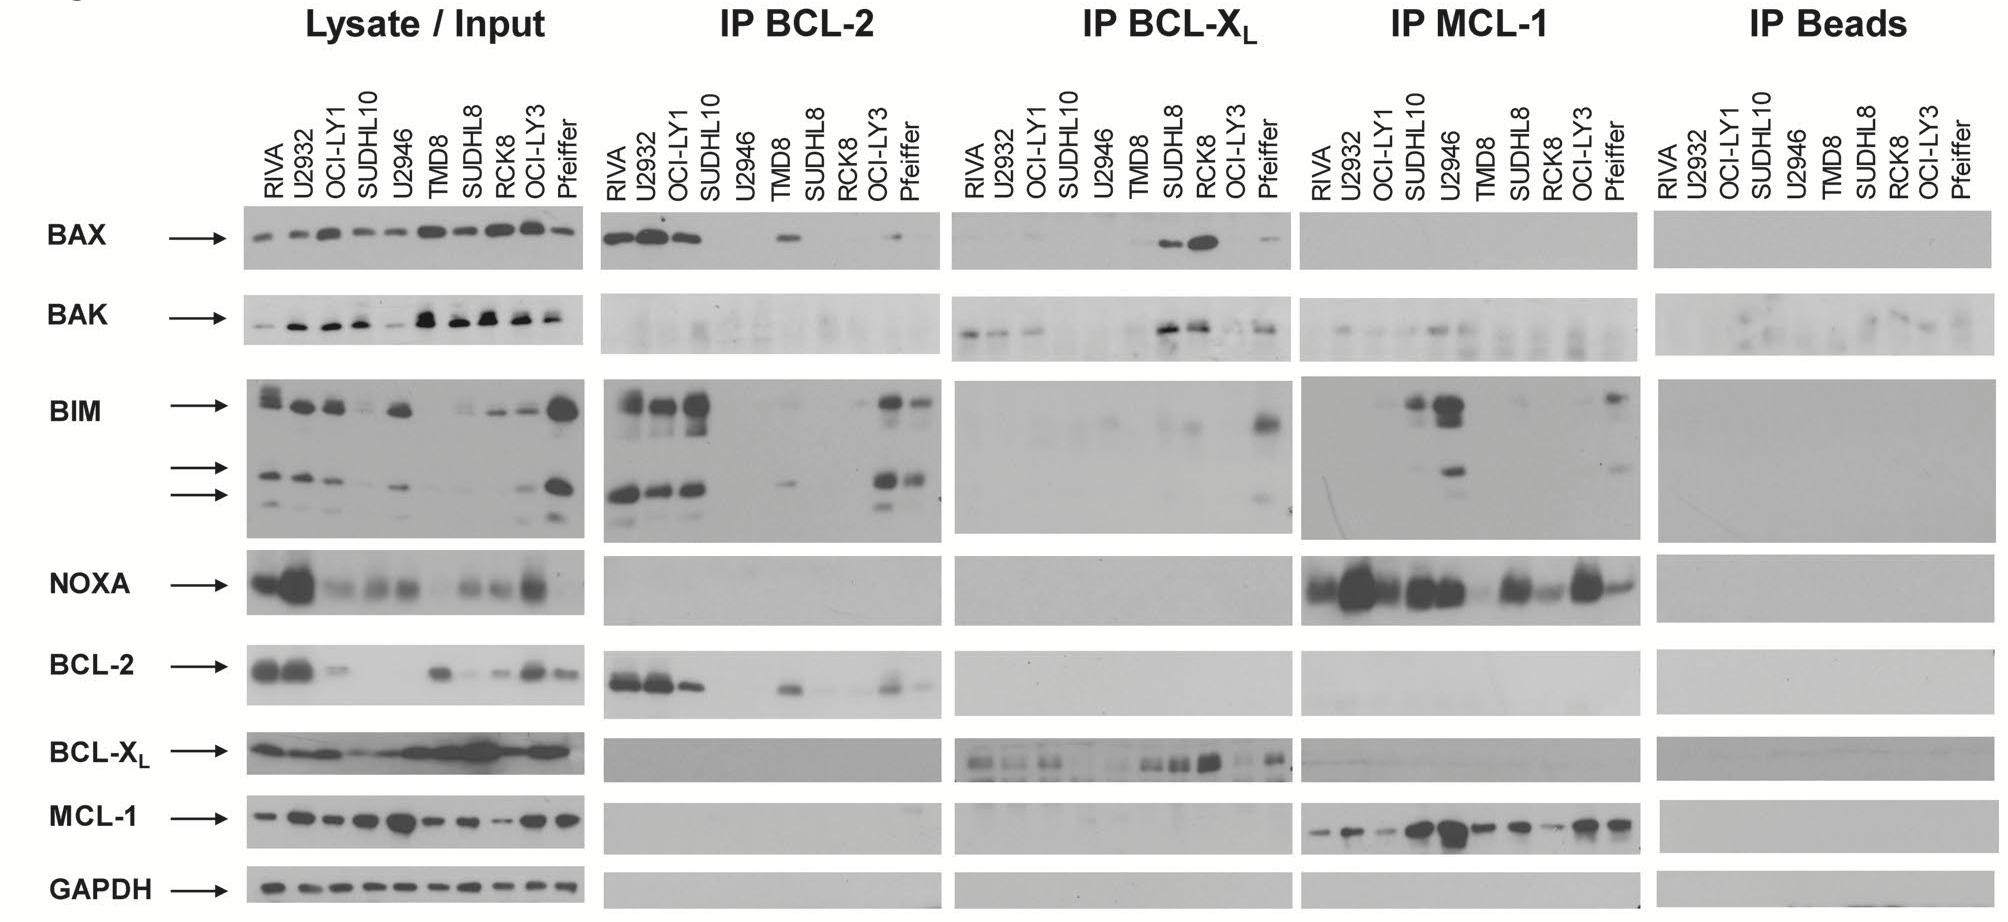 Lysate / Input IP BCL-2 IP BCL-XL IP MCL-1 IP Beads
RIVA U2932 OCI-LY1 SUDHL10 U2946 TMD8 SUDHL8 RCK8 OCI-LY3 Pfeiffer
RIVA U2932 OCI-LY1 SUDHL10 U2946 TMD8 SUDHL8 RCK8 OCI-LY3 Pfeiffer
RIVA U2932 OCI-LY1 SUDHL10 U2946 TMD8 SUDHL8 RCK8 OCI-LY3 Pfeiffer
RIVA U2932 OCI-LY1 SUDHL10 U2946 TMD8 SUDHL8 RCK8 OCI-LY3 Pfeiffer
RIVA U2932 OCI-LY1 SUDHL10 U2946 TMD8 SUDHL8 RCK8 OCI-LY3 Pfeiffer
BAX
BAK
BIM
NOXA
BCL-2
BCL-XL
MCL-1
GAPDH